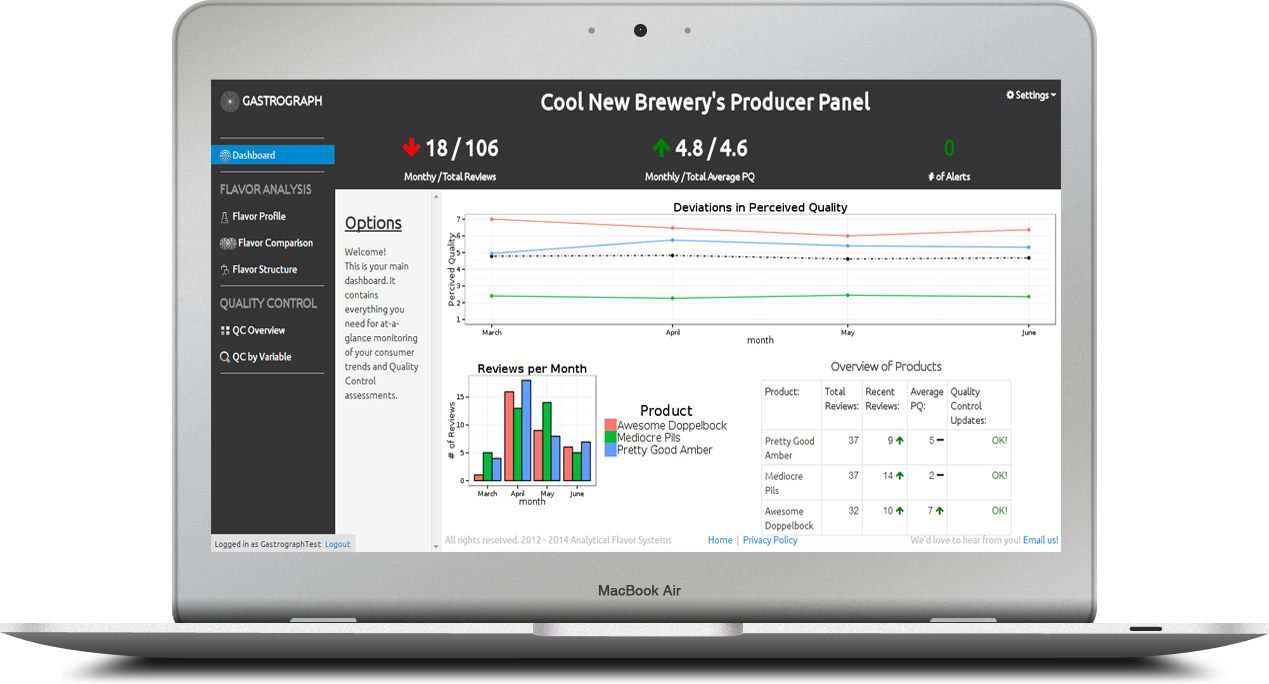 GASTROGRAPH
Cool New Brewery's Producer Panel
Settings
18 / 106
Monthy / Total Reviews
4.8 / 4.6
Monthly / Total Average PQ
0
# of Alerts
Dashboard
FLAVOR ANALYSIS
Flavor Profile
Flavor Comparison
Flavor Structure
QUALITY CONTROL
QC Overview
QC by Variable
Logged in as GastrographTest Logout
Options
Welcome!
This is your main
dashboard. It
contains
everything you
need for at-a-
glance monitoring
of your consumer
trends and Quality
Control
assessments.
Deviations in Perceived Quality
Percived Quality
7
6
5
4
3
2
1
March April May June
month
Reviews per Month
# of Reviews
15
10
5
0
March April May June
month
Product
Awesome Doppelbock
Mediocre Pils
Pretty Good Amber
Overview of Products
Product: Total Recent Average Quality
Reviews: Reviews: PQ: Control
Updates:
Pretty Good 37 9 5 OK!
Amber
Mediocre 37 14 2 OK!
Pils
Awesome 32 10 7 OK!
Doppelbock
All rights reserved. 2012 - 2014 Analytical Flavor Systems
Home | Privacy Policy
We'd love to hear from you! Email us!
MacBook Air